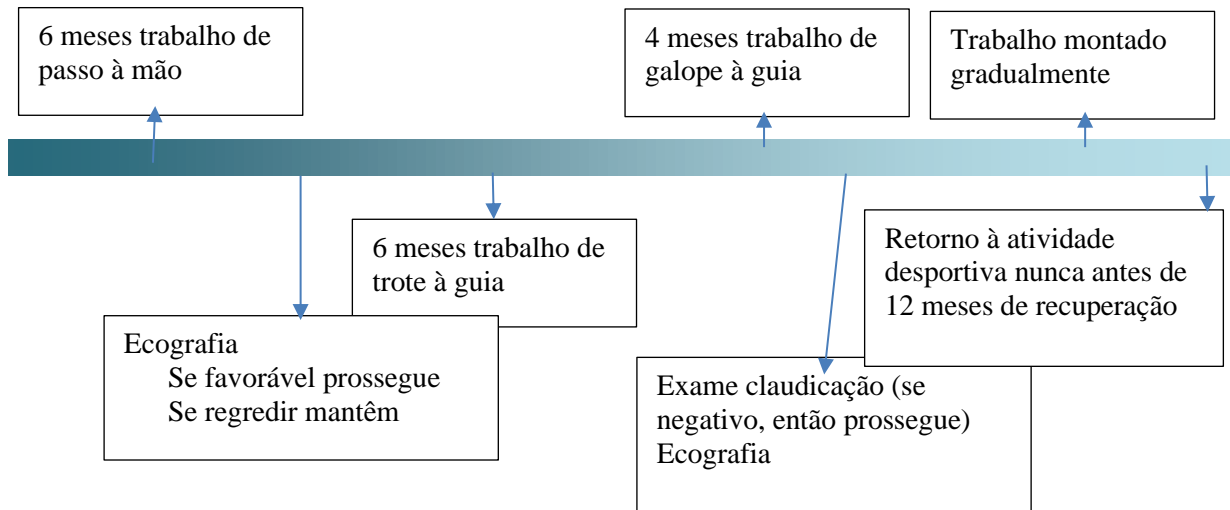 6 meses trabalho de
passo à mão
4 meses trabalho de
galope à guia
Trabalho montado
gradualmente
6 meses trabalho de
trote à guia
Retorno à atividade
desportiva nunca antes de
12 meses de recuperação
Ecografia
Se favorável prossegue
Se regredir mantêm
Exame claudicação (se
negativo, então prossegue)
Ecografia